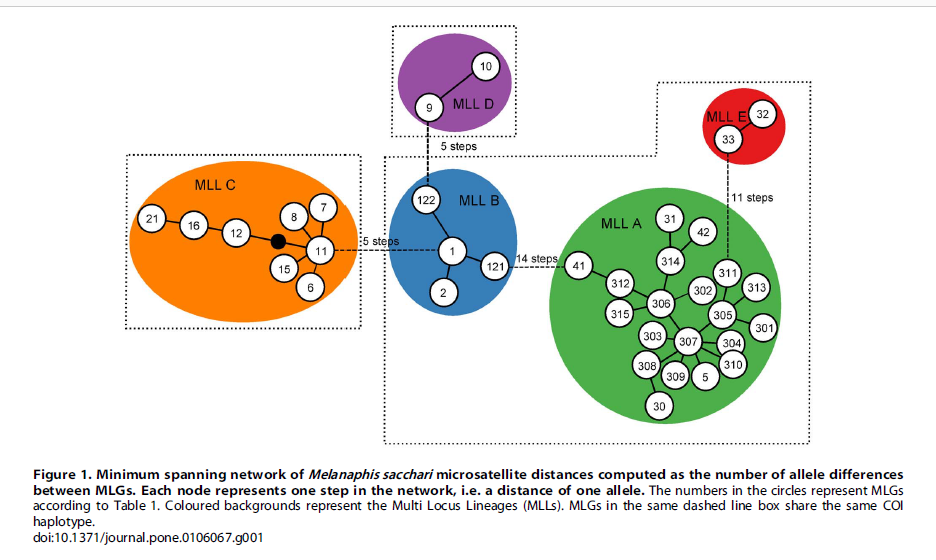 10
9
MLL D
5 steps
MLL E
32
33
11 steps
MLL C
21
16
12
8
7
11
15
6
5 steps
122
MLL B
1
121
2
14 steps
MLL A
31
42
41
314
311
312
302
313
306
315
305
301
303
307
304
308
310
309
5
30
Figure 1. Minimum spanning network of Melanaphis sacchari microsatellite distances computed as the number of allele differences
between MLGs. Each node represents one step in the network, i.e. a distance of one allele. The numbers in the circles represent MLGs
according to Table 1. Coloured backgrounds represent the Multi Locus Lineages (MLLs). MLGs in the same dashed line box share the same COI
haplotype.
doi:10.1371/journal.pone.0106067.g001